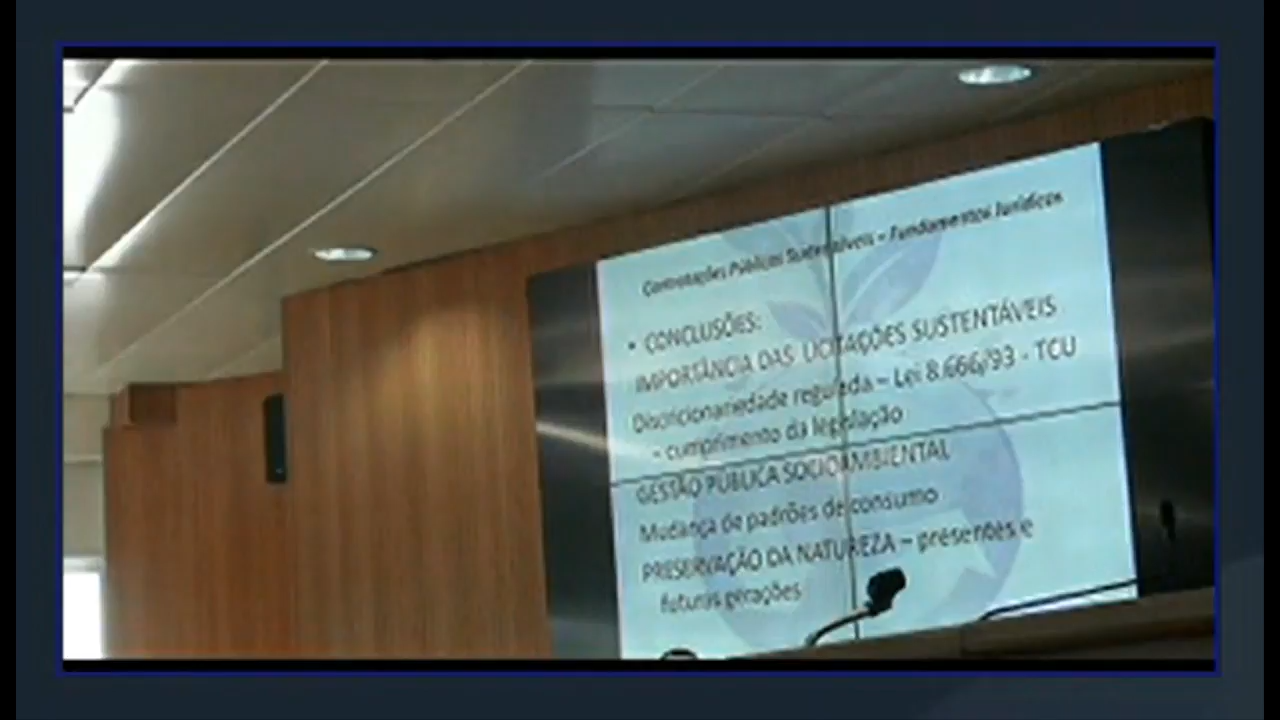 Contratações Públicas Sustentáveis – Fundamentos Jurídicos
• CONCLUSÕES:
IMPORTÂNCIA DAS LICITAÇÕES SUSTENTÁVEIS
Discricionariedade regulada – Lei 8.666/93 - TCU
– cumprimento da legislação
GESTÃO PÚBLICA SOCIOAMBIENTAL
Mudança de padrões de consumo
PRESERVAÇÃO DA NATUREZA – presentes e
futuras gerações